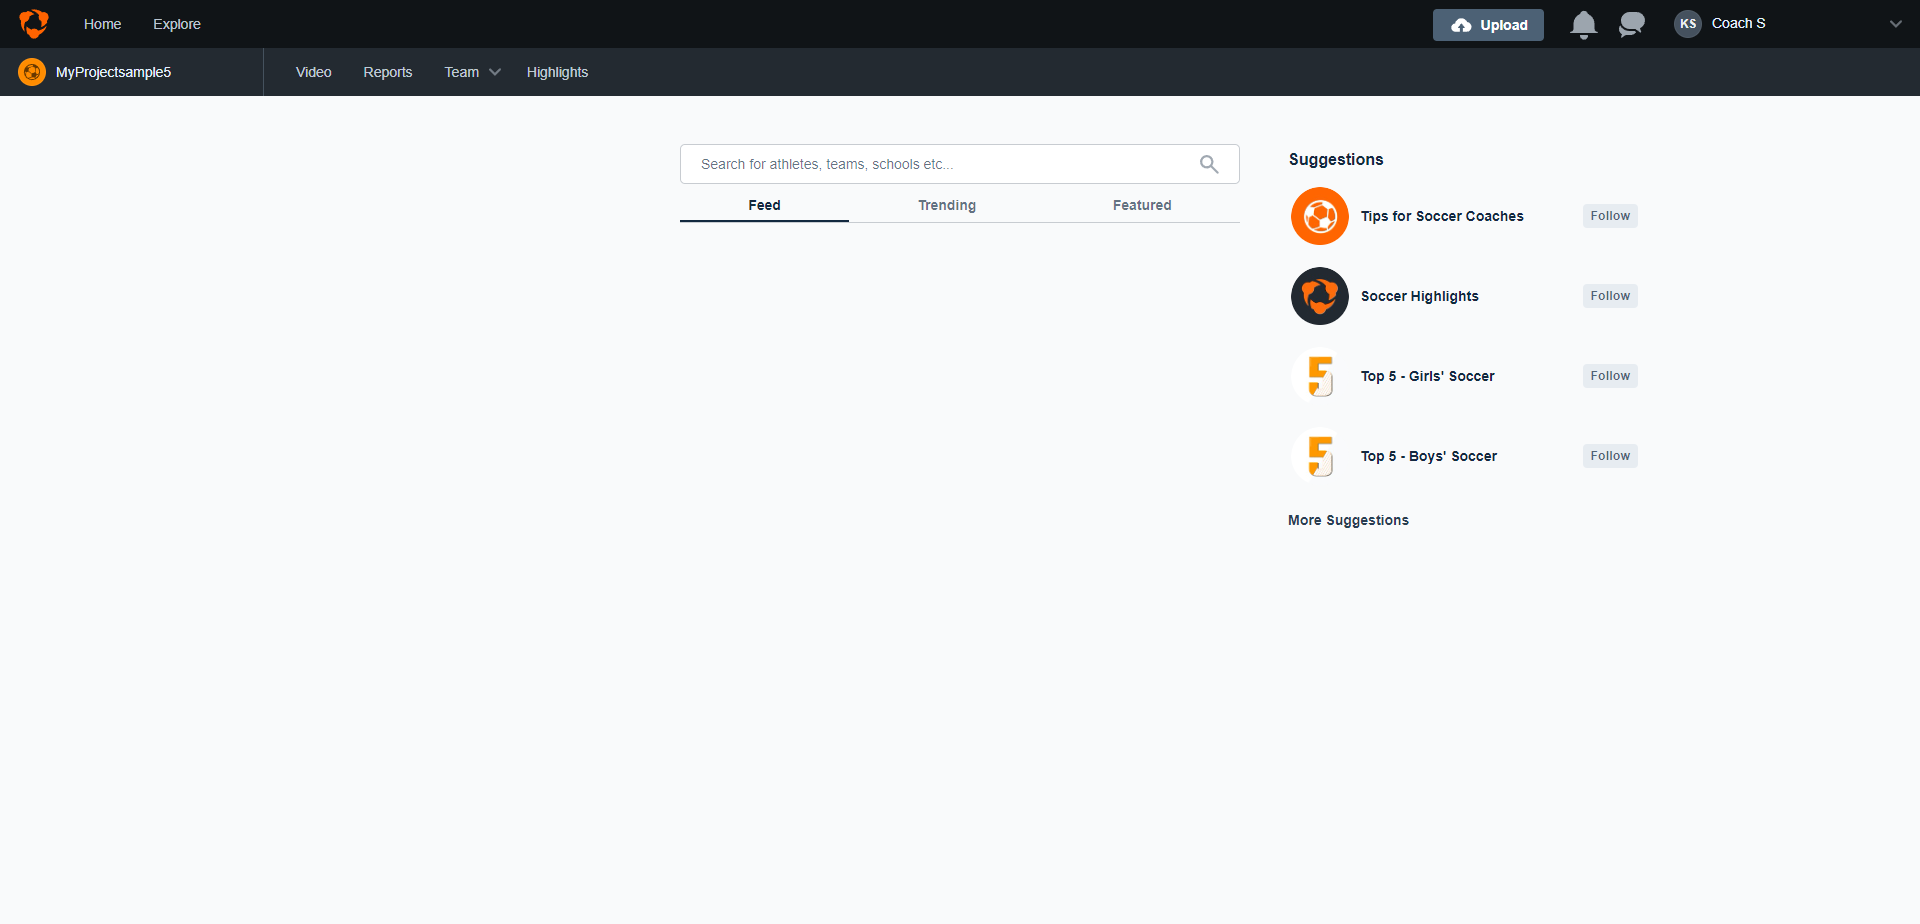 Home Explore Upload KS Coach S
MyProjectsample5 Video Reports Team Highlights
Search for athletes, teams, schools etc...
Feed Trending Featured
Suggestions
Tips for Soccer Coaches Follow
Soccer Highlights Follow
Top 5 - Girls' Soccer Follow
Top 5 - Boys' Soccer Follow
More Suggestions